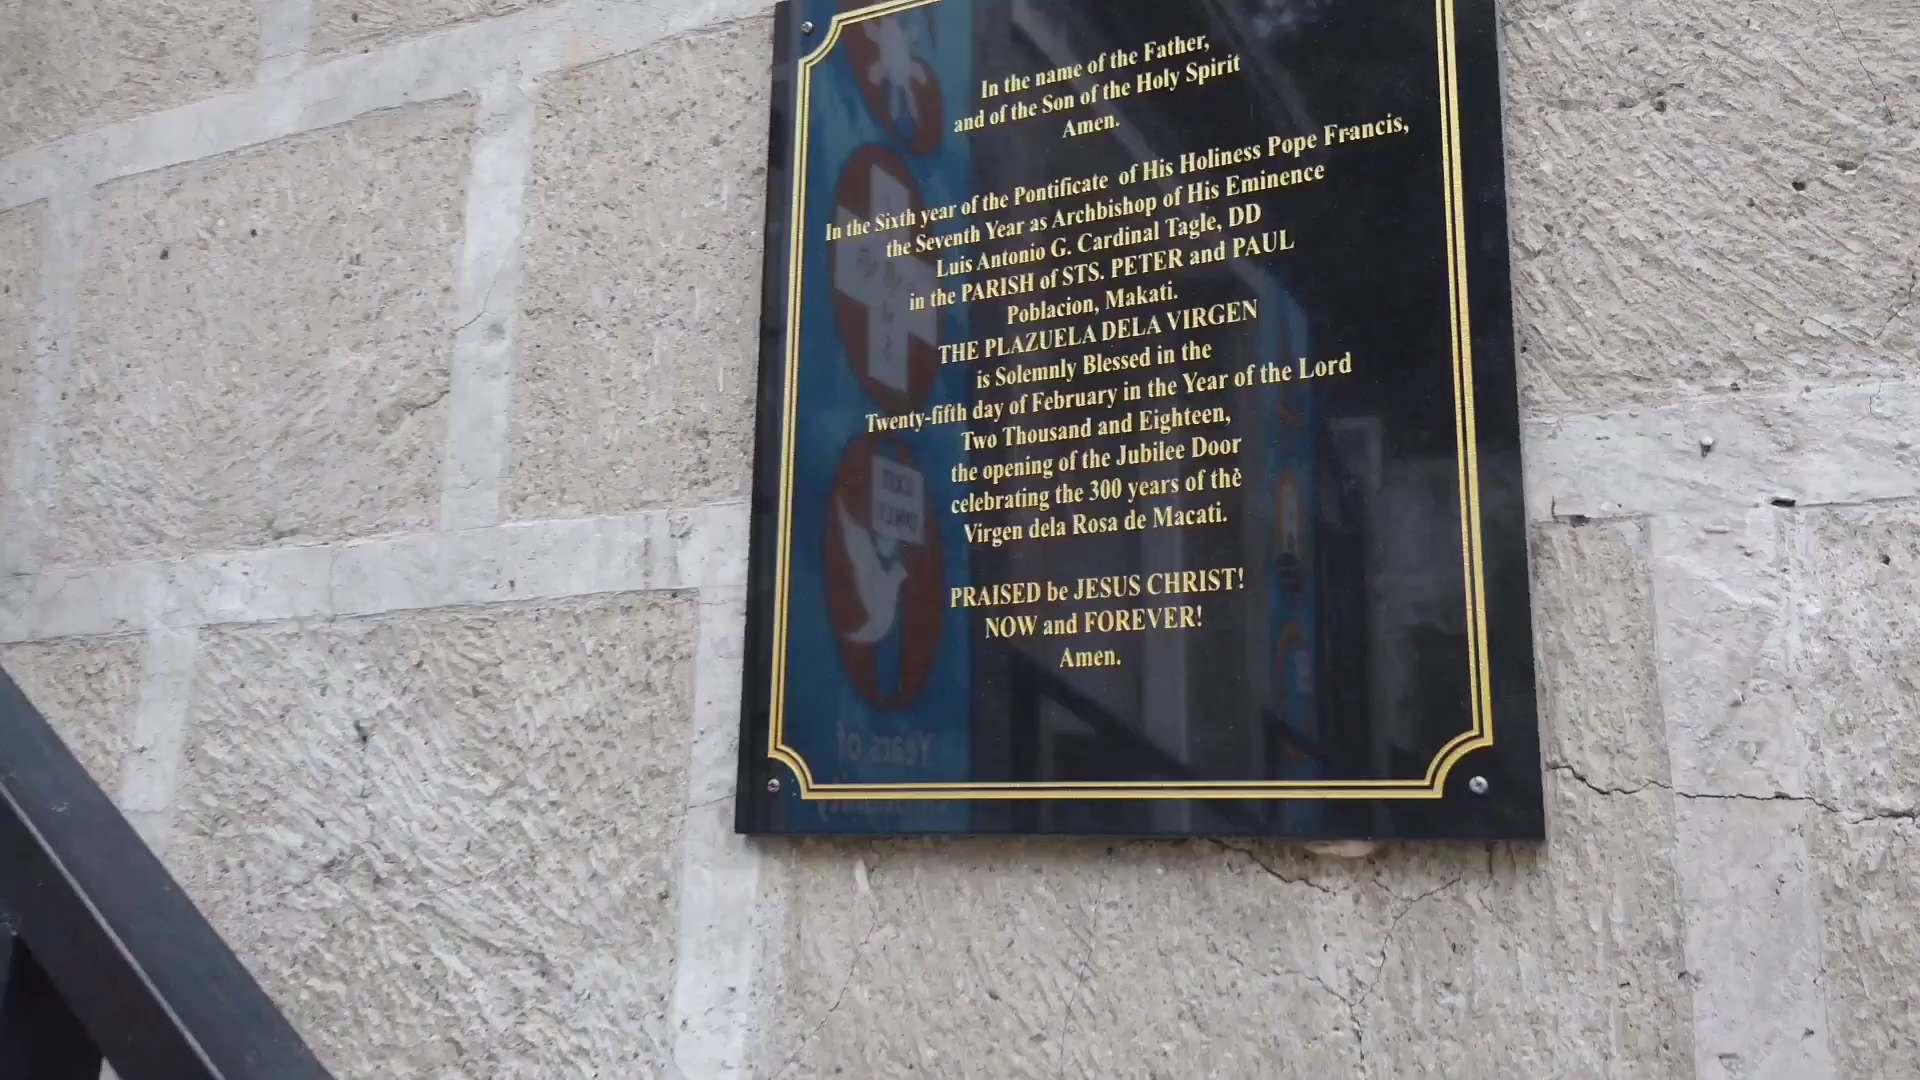 In the name of the Father,
and of the Son of the Holy Spirit
Amen.
In the Sixth year of the Pontificate of His Holiness Pope Francis,
the Seventh Year as Archbishop of His Eminence
Luis Antonio G. Cardinal Tagle, DD
in the PARISH of STS. PETER and PAUL
Poblacion, Makati.
THE PLAZUELA DELA VIRGEN
is Solemnly Blessed in the
Twenty-fifth day of February in the Year of the Lord
Two Thousand and Eighteen,
the opening of the Jubilee Door
celebrating the 300 years of the
Virgen dela Rosa de Macati.
PRAISED be JESUS CHRIST!
NOW and FOREVER!
Amen.
EXIT
ONLY
Years of